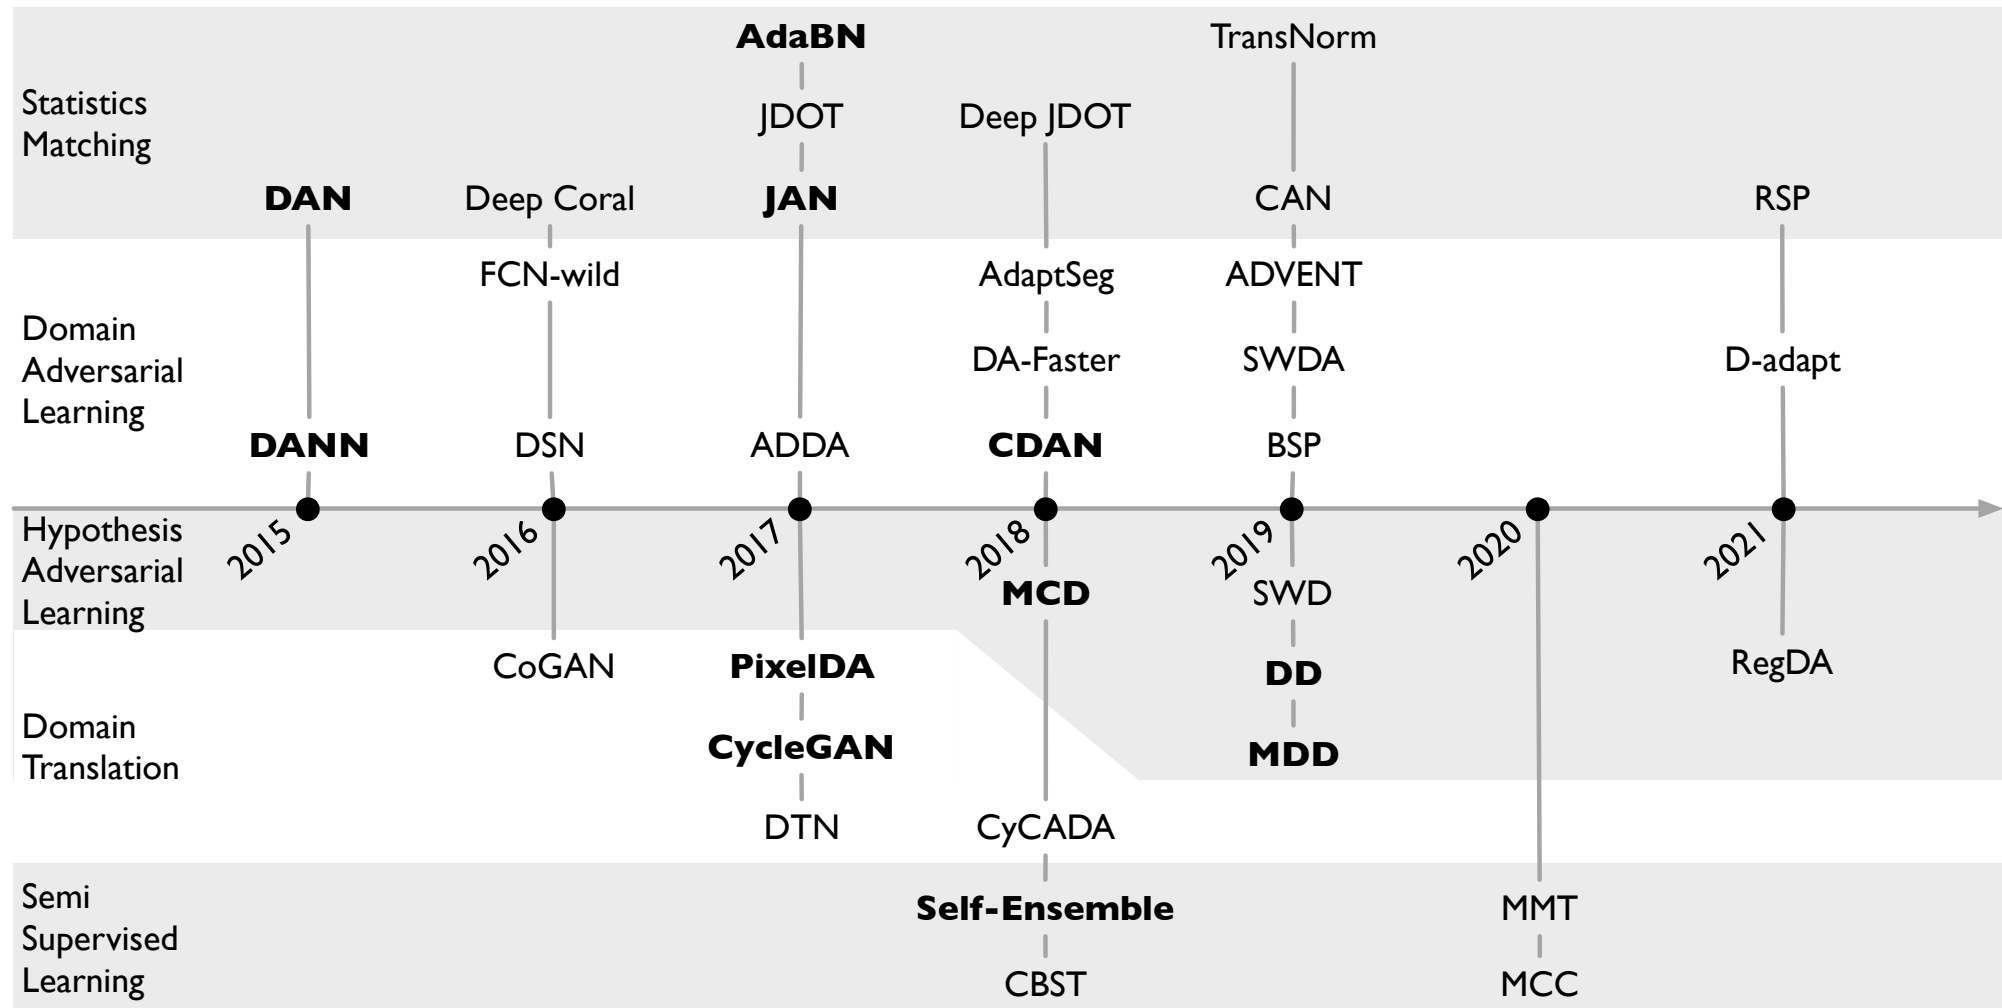 AdaBN
TransNorm
Statistics
Matching
JDOT
Deep JDOT
DAN
Deep Coral
JAN
CAN
RSP
FCN-wild
AdaptSeg
ADVENT
Domain
Adversarial
Learning
DA-Faster
SWDA
D-adapt
DANN
DSN
ADDA
CDAN
BSP
2015
2016
2017
2018
2019
2020
2021
Hypothesis
Adversarial
Learning
MCD
SWD
CoGAN
PixelDA
DD
RegDA
Domain
Translation
CycleGAN
MDD
DTN
CyCADA
Semi
Supervised
Learning
Self-Ensemble
MMT
CBST
MCC